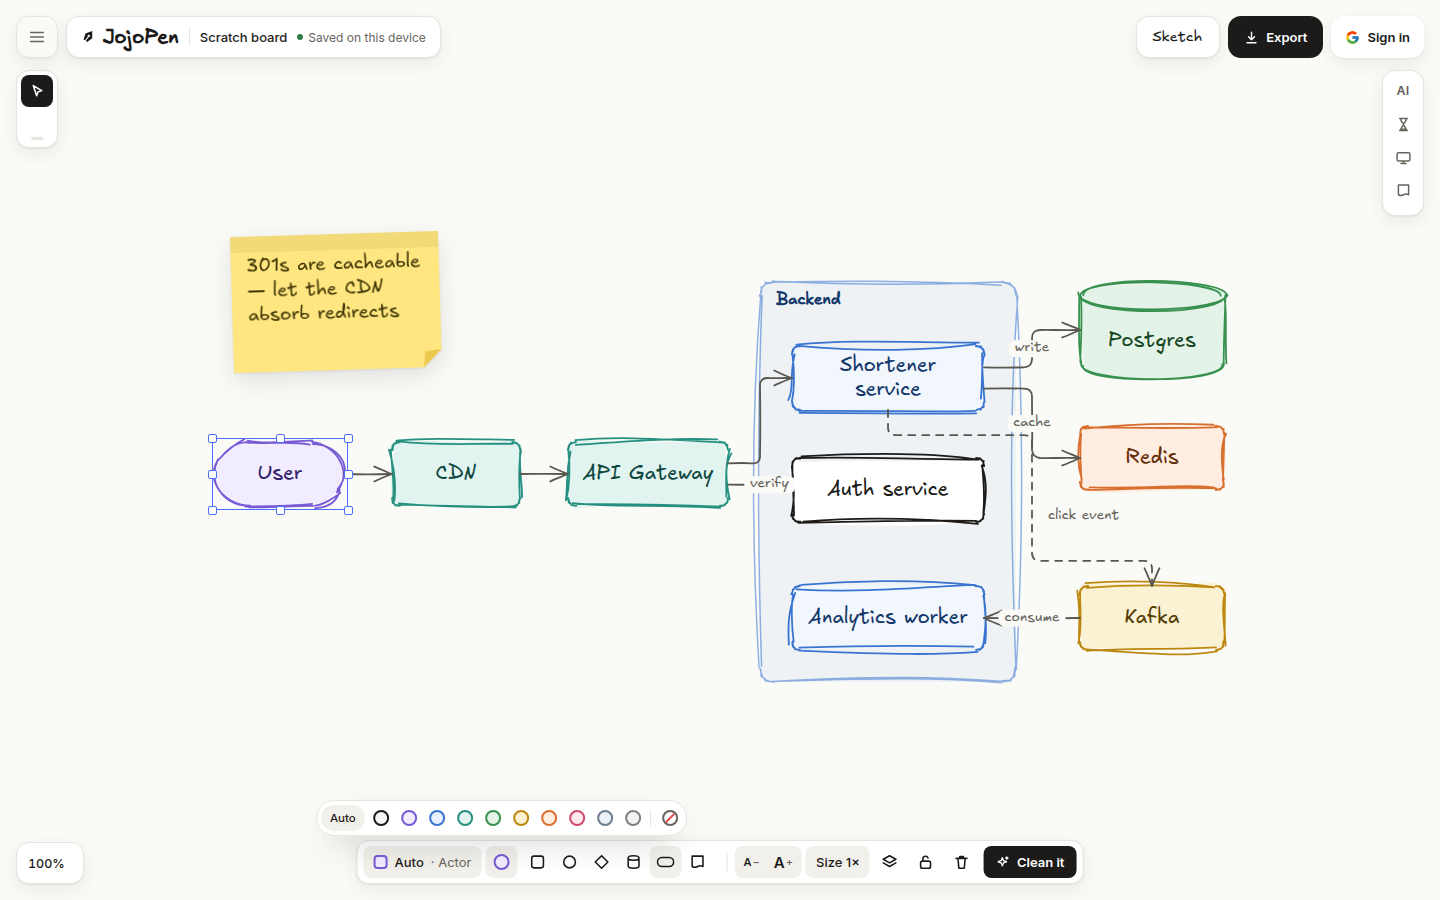 JojoPen
Scratch board
Saved on this device
Sketch
Export
Sign in
AI
301s are cacheable
— let the CDN
absorb redirects
Backend
Shortener
service
write
Postgres
cache
User
CDN
API Gateway
verify
Auth service
Redis
click event
Analytics worker
consume
Kafka
Auto
100%
Auto · Actor
A−
A+
Size 1×
Clean it